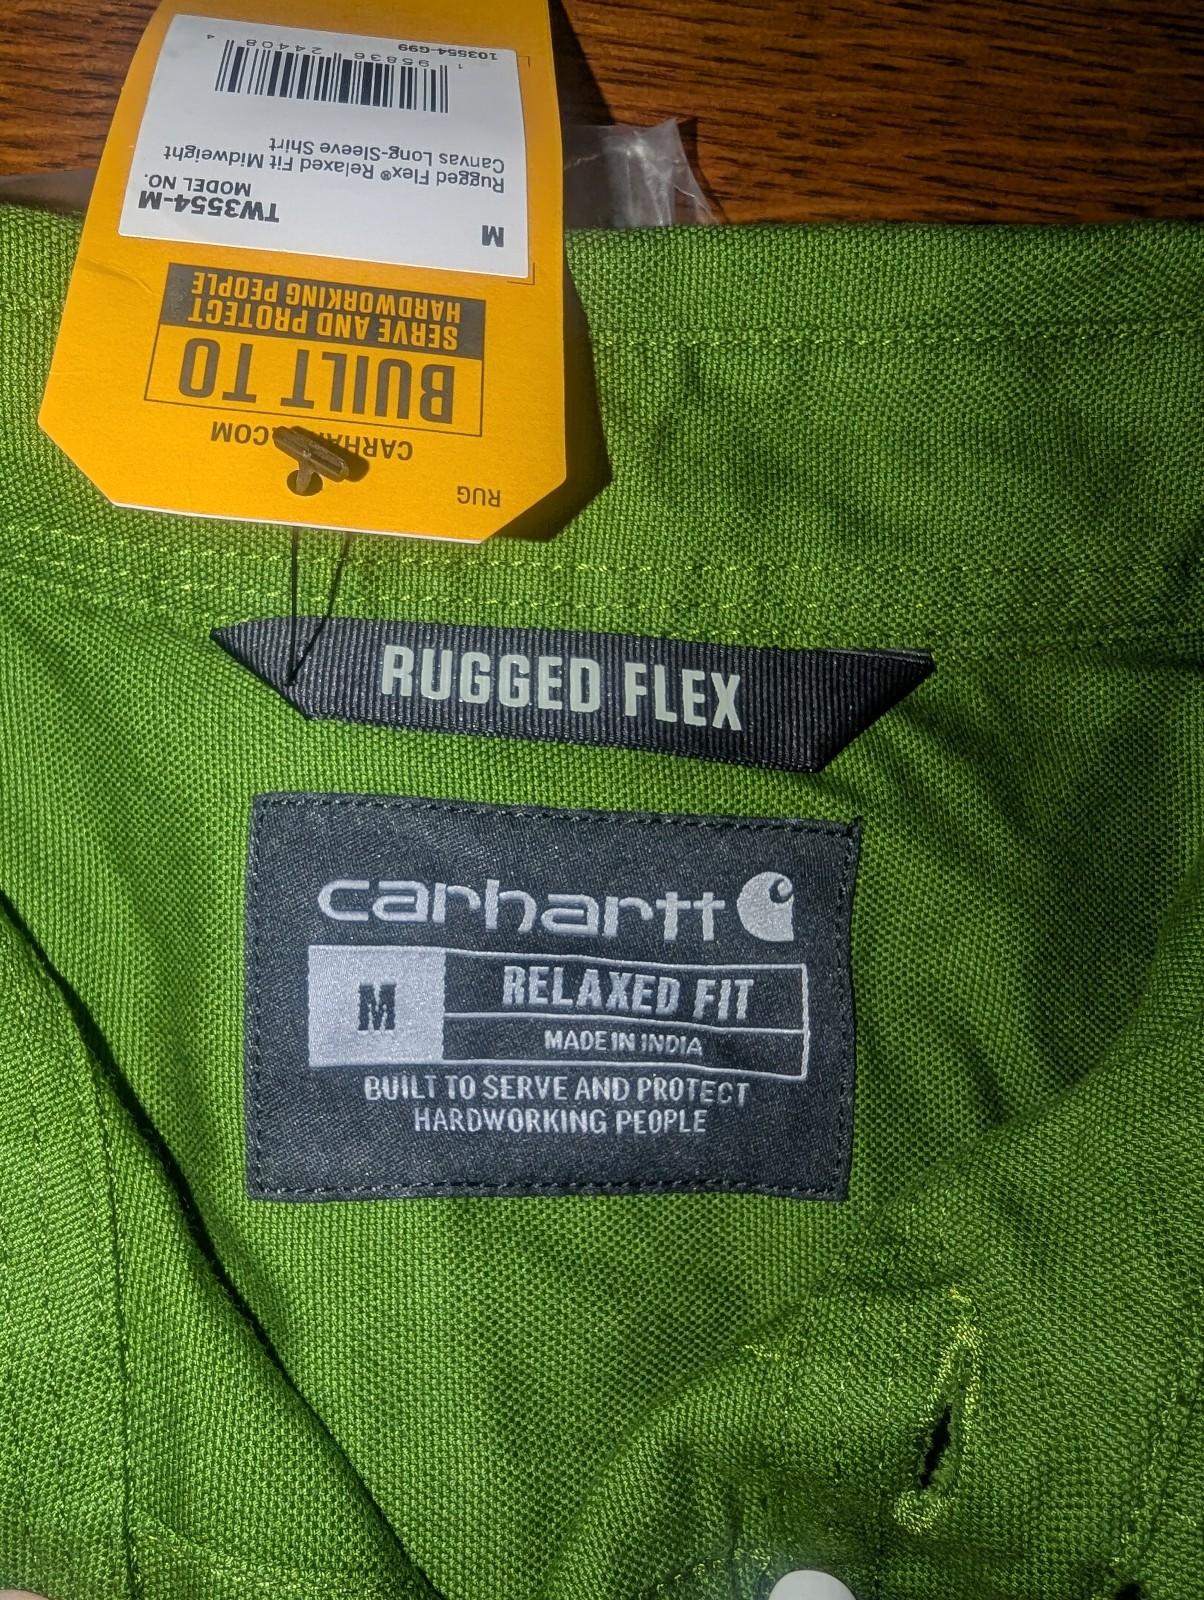 RUG
CARHARTT.COM
BUILT TO
SERVE AND PROTECT
HARDWORKING PEOPLE
M
TW3554-M
MODEL NO.
Rugged Flex® Relaxed Fit Midweight
Canvas Long-Sleeve Shirt
1 95836 24408 4
103554-G99
RUGGED FLEX
carhartt
M
RELAXED FIT
MADE IN INDIA
BUILT TO SERVE AND PROTECT
HARDWORKING PEOPLE